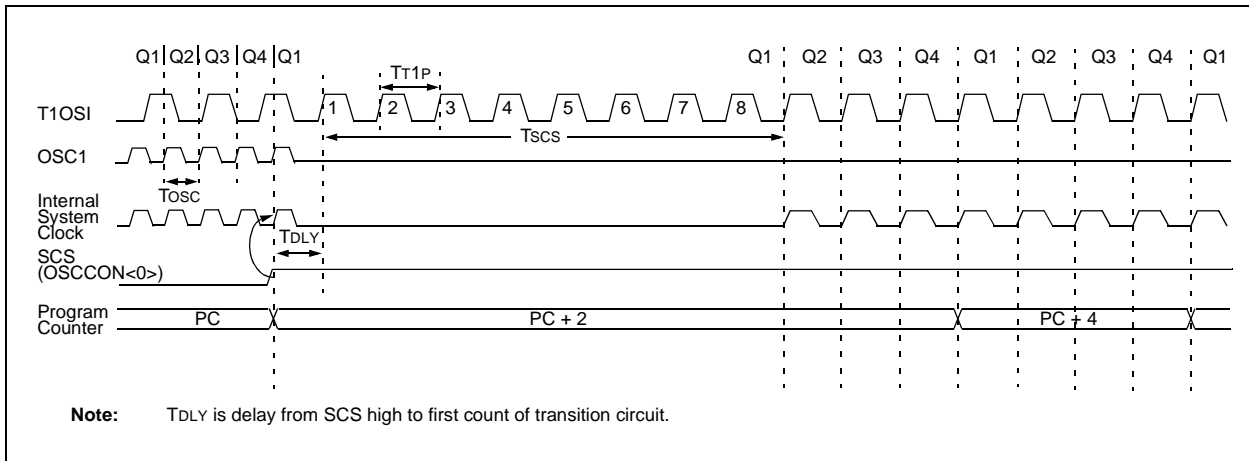 Q1 Q2 Q3 Q4 Q1 Q1 Q2 Q3 Q4 Q1 Q2 Q3 Q4 Q1
TT1P
T1OSI 1 2 3 4 5 6 7 8
TSCS
OSC1
TOSC
Internal
System
Clock
TDLY
SCS
(OSCCON<0>)
Program
Counter
PC PC + 2 PC + 4
Note: TDLY is delay from SCS high to first count of transition circuit.